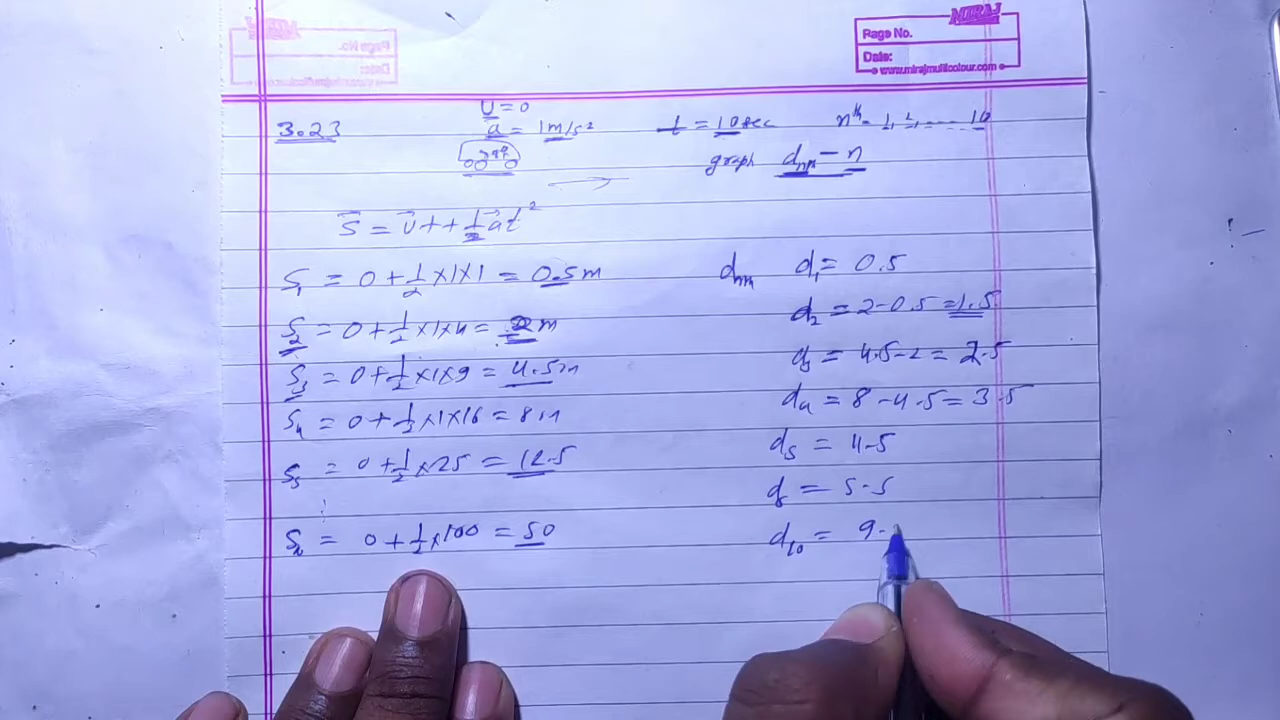 MIRAJ
Page No.
Date:
www.mirajmulticolour.com
3.23
U = 0
a = 1m/s²
t = 10sec
nth = 1, 2, ---- 10
graph dnth - n
S = ut + 1/2 at²
S1 = 0 + 1/2 ×1×1 = 0.5m
S2 = 0 + 1/2 ×1×4 = 2m
S3 = 0 + 1/2 ×1×9 = 4.5m
S4 = 0 + 1/2 ×1×16 = 8m
S5 = 0 + 1/2 ×25 = 12.5
0 + 1/2 ×100 = 50
dnth d1 = 0.5
d2 = 2-0.5 = 1.5
d3 = 4.5-2 = 2.5
d4 = 8-4.5 = 3.5
d5 = 4.5
d6 = 5.5
d10 = 9.